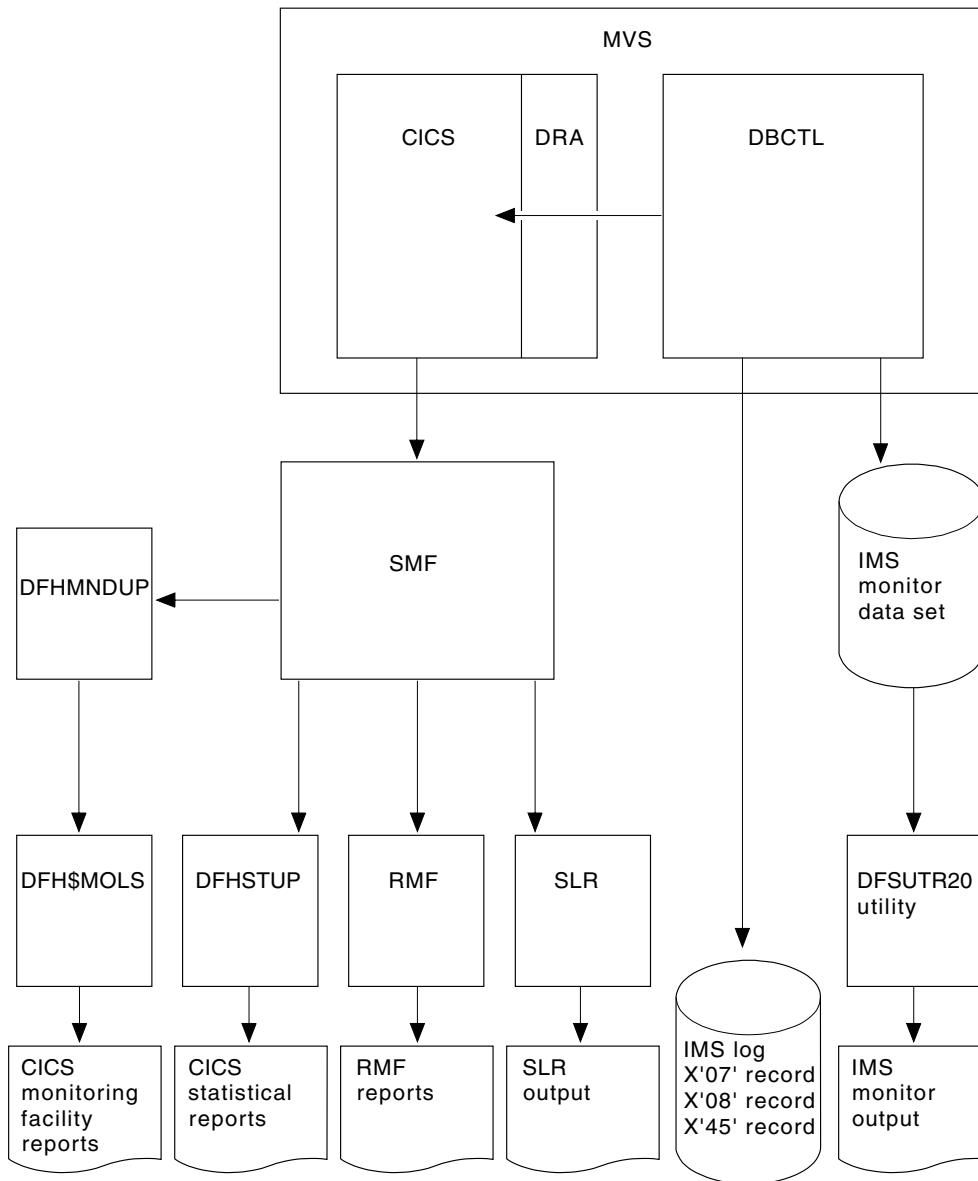 MVS
CICS
DRA
DBCTL
SMF
DFHMNDUP
IMS
monitor
data set
DFH$MOLS
DFHSTUP
RMF
SLR
DFSUTR20
utility
CICS
monitoring
facility
reports
CICS
statistical
reports
RMF
reports
SLR
output
IMS log
X'07' record
X'08' record
X'45' record
IMS
monitor
output